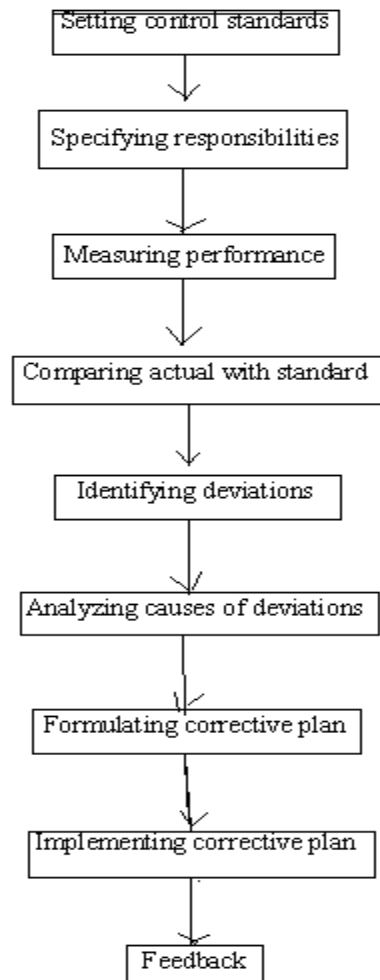 Setting control standards
Specifying responsibilities
Measuring performance
Comparing actual with standard
Identifying deviations
Analyzing causes of deviations
Formulating corrective plan
Implementing corrective plan
Feedback